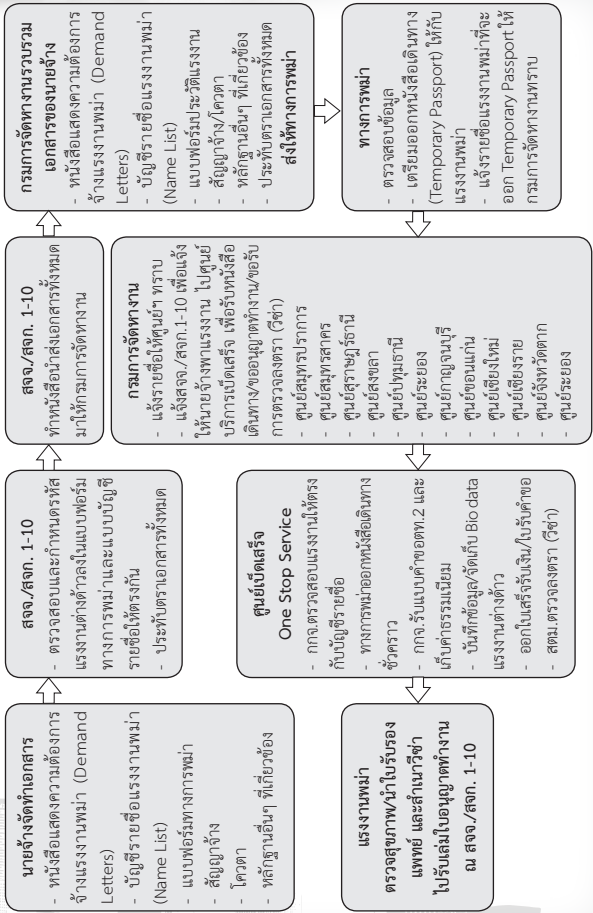 นายจ้างจัดทำเอกสาร
- หนังสือแสดงความต้องการ
จ้างแรงงานพม่า (Demand
Letters)
- บัญชีรายชื่อแรงงานพม่า
(Name List)
- แบบฟอร์มทางการพม่า
- สัญญาจ้าง
- โควตา
- หลักฐานอื่นๆ ที่เกี่ยวข้อง
สจจ./สจก. 1-10
- ตรวจสอบและกำหนดรหัส
แรงงานต่างด้าวลงในแบบฟอร์ม
ทางการพม่าและแบบบัญชี
รายชื่อให้ตรงกัน
- ประทับตราเอกสารทั้งหมด
สจจ./สจก. 1-10
ทำหนังสือนำส่งเอกสารทั้งหมด
มาให้กรมการจัดหางาน
กรมการจัดหางานรวบรวม
เอกสารของนายจ้าง
- หนังสือแสดงความต้องการ
จ้างแรงงานพม่า (Demand
Letters)
- บัญชีรายชื่อแรงงานพม่า
(Name List)
- แบบฟอร์มประวัติแรงงาน
สัญญาจ้าง/โควตา
- หลักฐานอื่นๆ ที่เกี่ยวข้อง
- ประทับตราเอกสารทั้งหมด
ส่งให้ทางการพม่า
ทางการพม่า
- ตรวจสอบข้อมูล
- เตรียมออกหนังสือเดินทาง
(Temporary Passport) ให้กับ
แรงงานพม่า
- แจ้งรายชื่อแรงงานพม่าที่จะ
ออก Temporary Passport ให้
กรมการจัดหางานทราบ
กรมการจัดหางาน
- แจ้งรายชื่อให้ศูนย์ฯ ทราบ
- แจ้งสจจ./สจก.1-10 เพื่อแจ้ง
ให้นายจ้างพาแรงงาน ไปศูนย์
บริการเบ็ดเสร็จ เพื่อรับหนังสือ
เดินทาง/ขออนุญาตทำงาน/ขอรับ
การตรวจลงตรา (วีซ่า)
- ศูนย์สมุทรปราการ
- ศูนย์สมุทรสาคร
- ศูนย์สุราษฎร์ธานี
- ศูนย์สงขลา
- ศูนย์ปทุมธานี
- ศูนย์ระยอง
- ศูนย์กาญจนบุรี
- ศูนย์ขอนแก่น
- ศูนย์เชียงใหม่
- ศูนย์เชียงราย
- ศูนย์จังหวัดตาก
- ศูนย์ระยอง
ศูนย์เบ็ดเสร็จ
One Stop Service
- กกจ.ตรวจสอบแรงงานให้ตรง
กับบัญชีรายชื่อ
- ทางการพม่าออกหนังสือเดินทาง
ชั่วคราว
- กกจ.รับแบบคำขอตท.2 และ
เก็บค่าธรรมเนียม
- บันทึกข้อมูล/จัดเก็บ Bio data
แรงงานต่างด้าว
- ออกใบเสร็จรับเงิน/ใบรับคำขอ
- สตม.ตรวจลงตรา (วีซ่า)
แรงงานพม่า
ตรวจสุขภาพ/นำใบรับรอง
แพทย์ และสำเนาวีซ่า
ไปรับเล่มใบอนุญาตทำงาน
ณ สจจ./สจก. 1-10